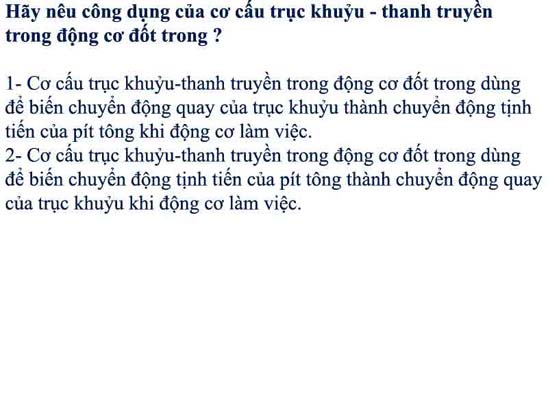 Hãy nêu công dụng của cơ cấu trục khuỷu - thanh truyền
trong động cơ đốt trong ?
1- Cơ cấu trục khuỷu-thanh truyền trong động cơ đốt trong dùng
để biến chuyển động quay của trục khuỷu thành chuyển động tịnh
tiến của pít tông khi động cơ làm việc.
2- Cơ cấu trục khuỷu-thanh truyền trong động cơ đốt trong dùng
để biến chuyển động tịnh tiến của pít tông thành chuyển động quay
của trục khuỷu khi động cơ làm việc.